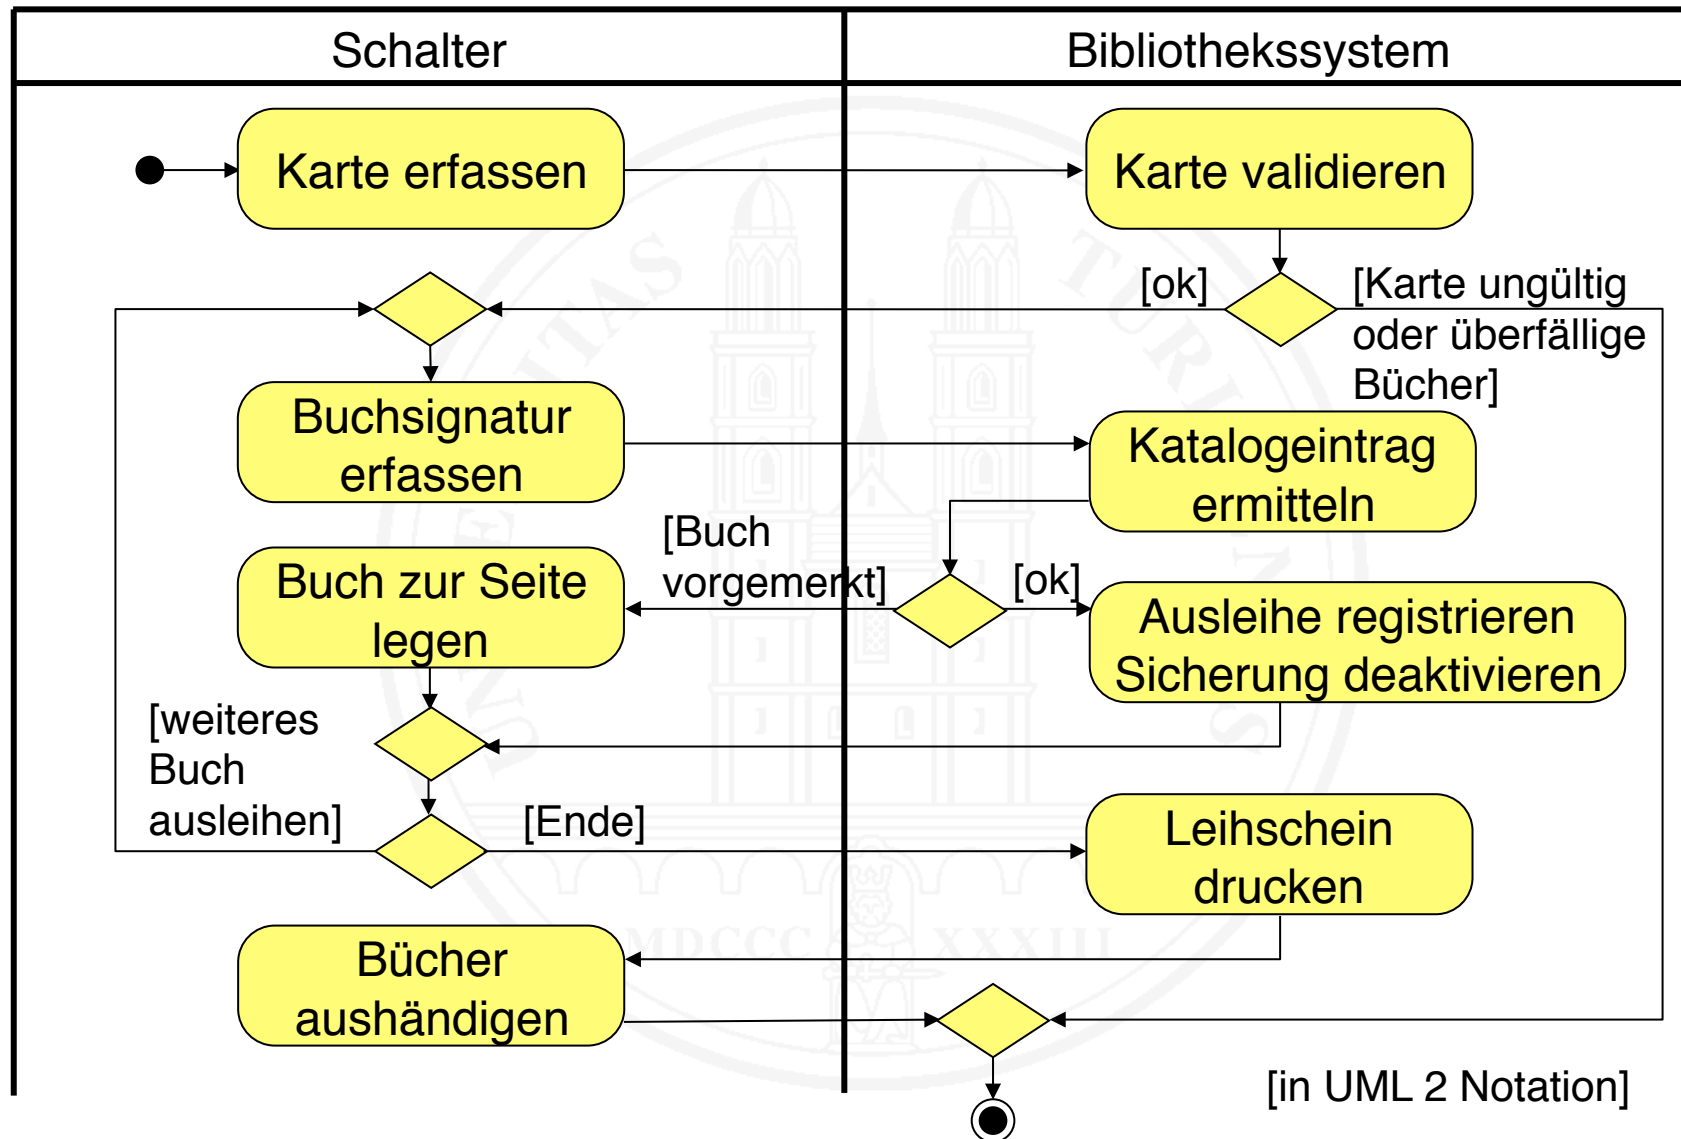 Schalter
Bibliothekssystem
Karte erfassen
Karte validieren
[ok]
[Karte ungültig
oder überfällige
Bücher]
Buchsignatur
erfassen
Katalogeintrag
ermitteln
[Buch
vorgemerkt]
[ok]
Buch zur Seite
legen
Ausleihe registrieren
Sicherung deaktivieren
[weiteres
Buch
ausleihen]
[Ende]
Leihschein
drucken
MDCCC XXXIII
Bücher
aushändigen
[in UML 2 Notation]